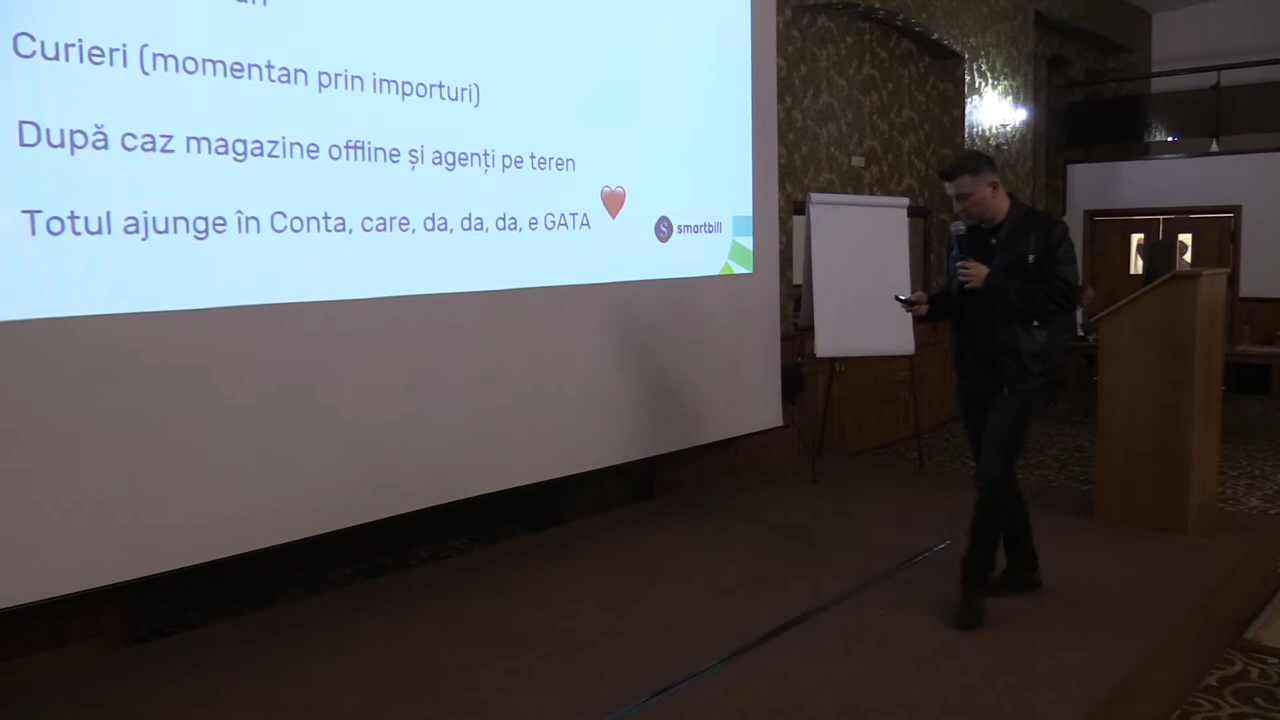 Curieri (momentan prin importuri)
După caz magazine offline și agenți pe teren
Totul ajunge în Conta, care, da, da, da, e GATA
smartbill